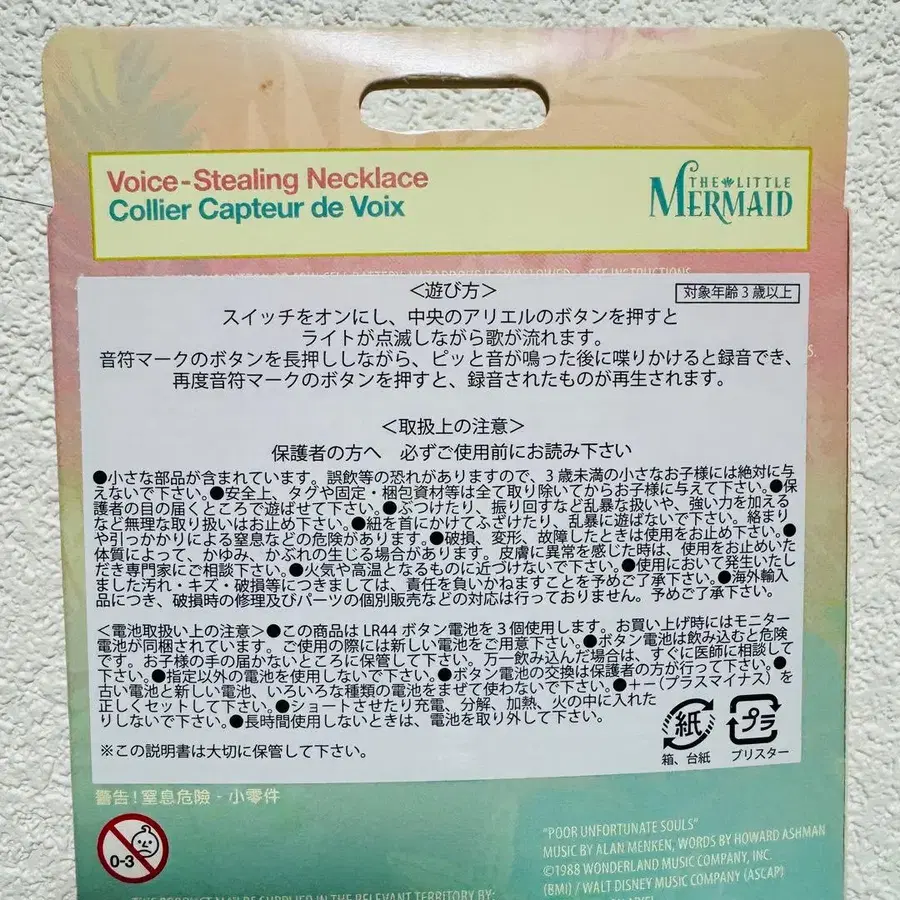 Voice-Stealing Necklace
Collier Capteur de Voix
THE LITTLE
MERMAID
<遊び方>
対象年齢 3 歳以上
スイッチをオンにし、中央のアリエルのボタンを押すと
ライトが点滅しながら歌が流れます。
音符マークのボタンを長押ししながら、ピッと音が鳴った後に喋りかけると録音でき、
再度音符マークのボタンを押すと、録音されたものが再生されます。
<取扱上の注意>
保護者の方へ 必ずご使用前にお読み下さい
●小さな部品が含まれています。誤飲等の恐れがありますので、3 歳未満の小さなお子様には絶対に与
えないで下さい。●安全上、タグや固定・梱包資材等は全て取り除いてからお子様に与えて下さい。●保
護者の目の届くところで遊ばせて下さい。●ぶつけたり、振り回すなど乱暴な扱いや、強い力を加える
など無理な取り扱いはお止め下さい。●紐を首にかけてふざけたり、乱暴に遊ばないで下さい。絡まり
や引っかかりによる窒息などの危険があります。●破損、変形、故障したときは使用をお止め下さい。●
体質によって、かゆみ、かぶれの生じる場合があります。皮膚に異常を感じた時は、使用をお止めいた
だき専門家にご相談下さい。●火気や高温となるものに近づけないで下さい。●使用において発生いたし
ました汚れ・キズ・破損等につきましては、責任を負いかねますことを予めご了承下さい。●海外輸入
品につき、破損時の修理及びパーツの個別販売などの対応は行っておりません。予めご了承下さい。
<電池取扱い上の注意>●この商品は LR44 ボタン電池を 3 個使用します。お買い上げ時にはモニター
電池が同梱されています。ご使用の際には新しい電池をご用意下さい。●ボタン電池は飲み込むと危険
です。お子様の手の届かないところに保管して下さい。万一飲み込んだ場合は、すぐに医師に相談して
下さい。●指定以外の電池を使用しないで下さい。●ボタン電池の交換は保護者の方が行って下さい。●
古い電池と新しい電池、いろいろな種類の電池をまぜて使わないで下さい。●＋−(プラスマイナス)を
正しくセットして下さい。●ショートさせたり充電、分解、加熱、火の中に入れた
りしないで下さい。●長時間使用しないときは、電池を取り外して下さい。
紙
プラ
箱、台紙
ブリスター
※この説明書は大切に保管して下さい。
警告!窒息危險 - 小零件
0-3
"POOR UNFORTUNATE SOULS"
MUSIC BY ALAN MENKEN, WORDS BY HOWARD ASHMAN
©1988 WONDERLAND MUSIC COMPANY, INC.
(BMI) / WALT DISNEY MUSIC COMPANY (ASCAP)